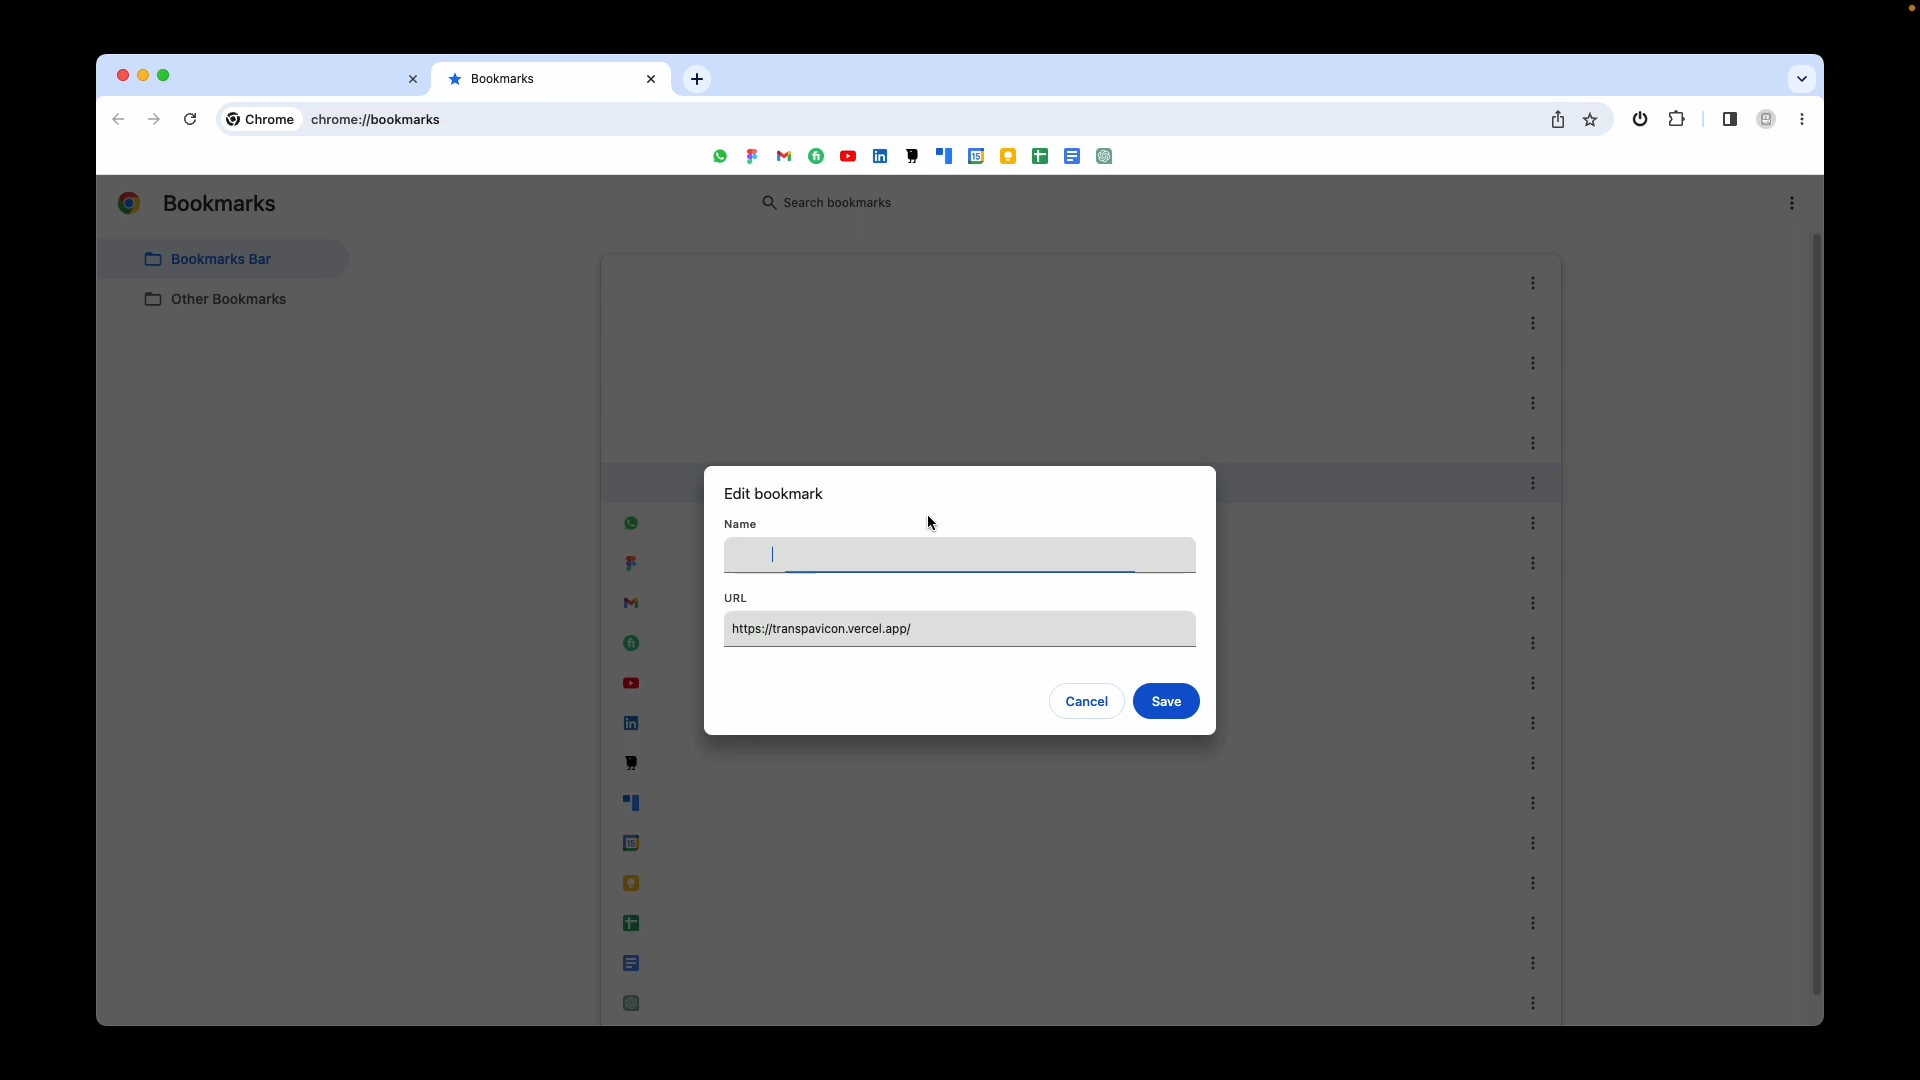 Bookmarks
Chrome
chrome://bookmarks
Bookmarks
Search bookmarks
Bookmarks Bar
Other Bookmarks
Edit bookmark
Name
URL
https://transpavicon.vercel.app/
Cancel
Save